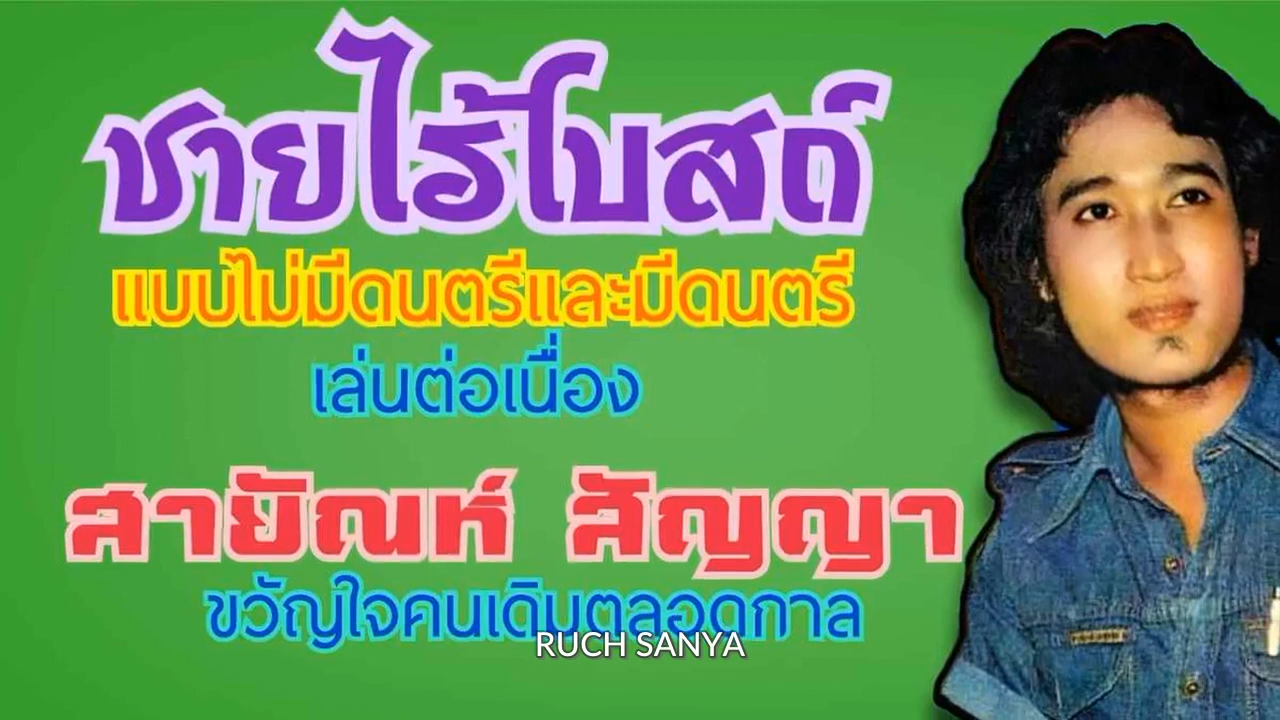 ชายไร้โบสถ์
แบบไม่มีดนตรีและมีดนตรี
เล่นต่อเนื่อง
สายัณห์ สัญญา
ขวัญใจคนเดิมตลอดกาล
RUCH SANYA